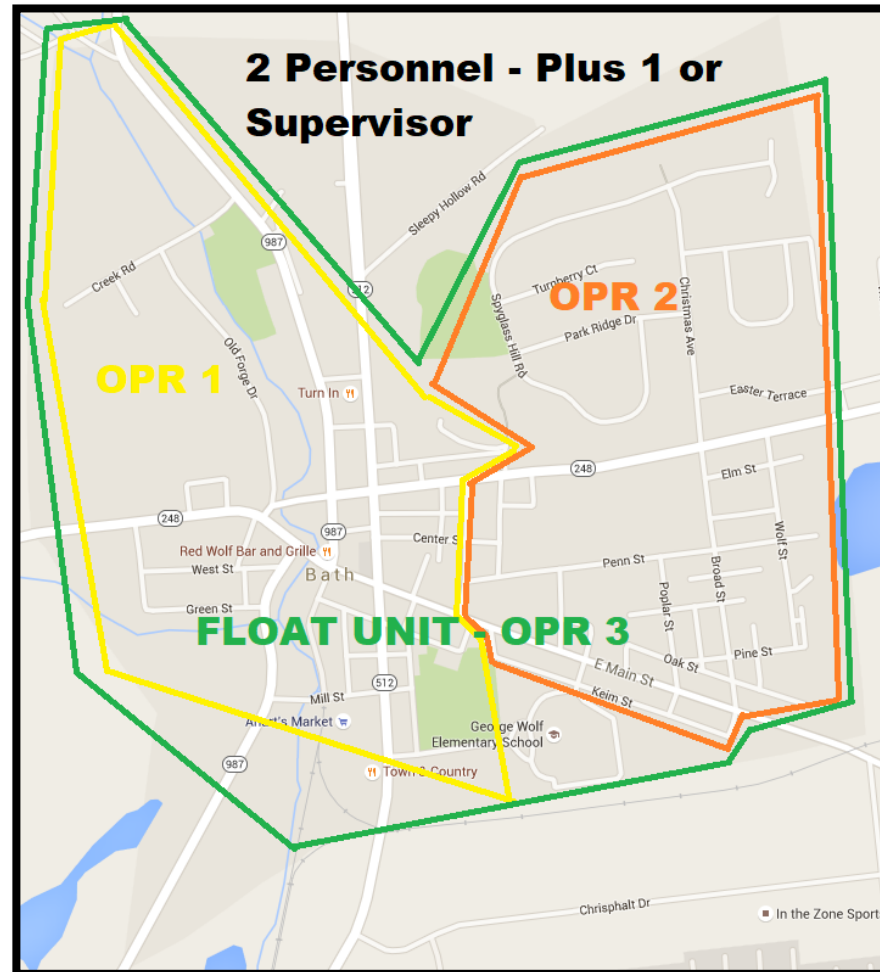 2 Personnel - Plus 1 or
Supervisor
Sleepy Hollow Rd
987
Creek Rd
Turnberry Ct
OPR 2
Christmas Ave
Spyglass Hill Rd
Park Ridge Dr
Old Forge Dr
OPR 1
Turn In
Easter Terrace
248
Elm St
248
987
Wolf St
Center S
Red Wolf Bar and Grille
West St
Bath
Penn St
Broad St
Poplar St
Green St
FLOAT UNIT - OPR 3
Oak St
Pine St
E Main St
Keim St
512
Mill St
Market
George Wolf
Elementary School
987
Town & Country
Chrisphalt Dr
In the Zone Sport